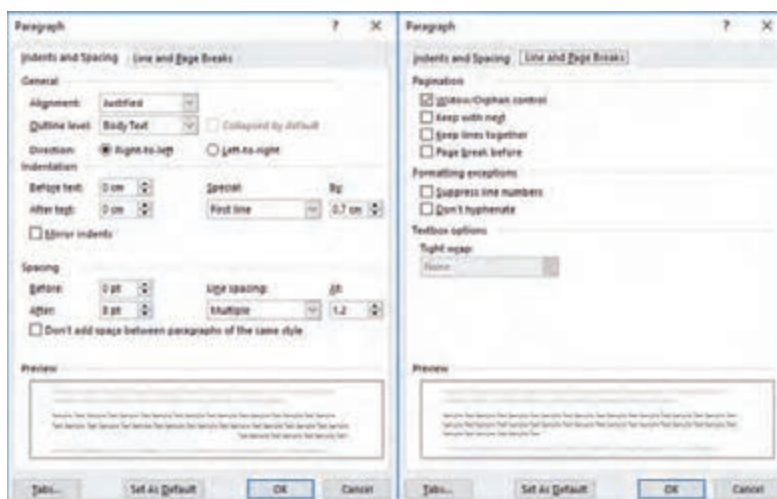 Paragraph ? ×
Indents and Spacing Line and Page Breaks
General
Alignment: Justified
Outline level: Body Text Collapsed by default
Direction: Right-to-left Left-to-right
Indentation
Before text: 0 cm Special: By:
After text: 0 cm First line 0.7 cm
Mirror indents
Spacing
Before: 0 pt Line spacing: At:
After: 8 pt Multiple 1.2
Don't add space between paragraphs of the same style
Preview
Tabs... Set As Default OK Cancel
Paragraph ? ×
Indents and Spacing Line and Page Breaks
Pagination
Widow/Orphan control
Keep with next
Keep lines together
Page break before
Formatting exceptions
Suppress line numbers
Don't hyphenate
Textbox options
Tight wrap:
None
Preview
Tabs... Set As Default OK Cancel